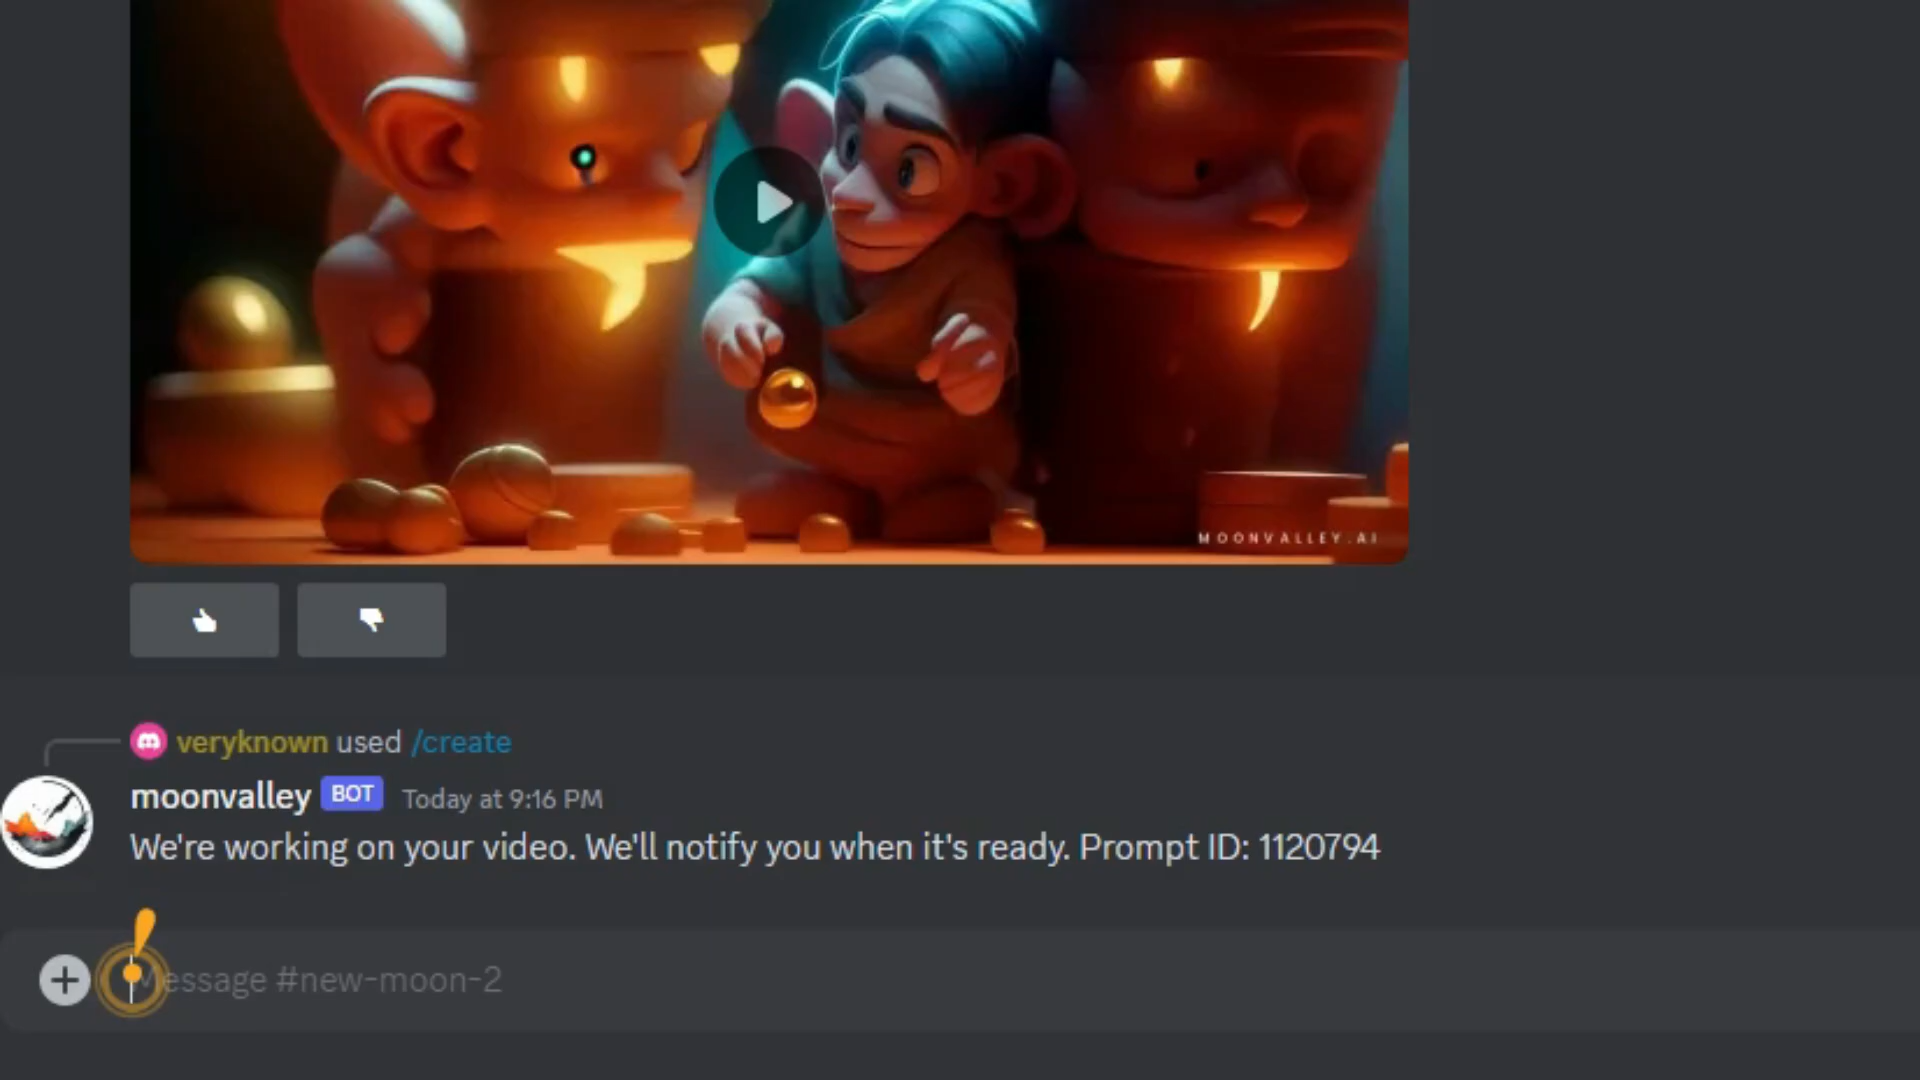 MOONVALLEY.AI
veryknown used /create
moonvalley BOT Today at 9:16 PM
We're working on your video. We'll notify you when it's ready. Prompt ID: 1120794
Message #new-moon-2